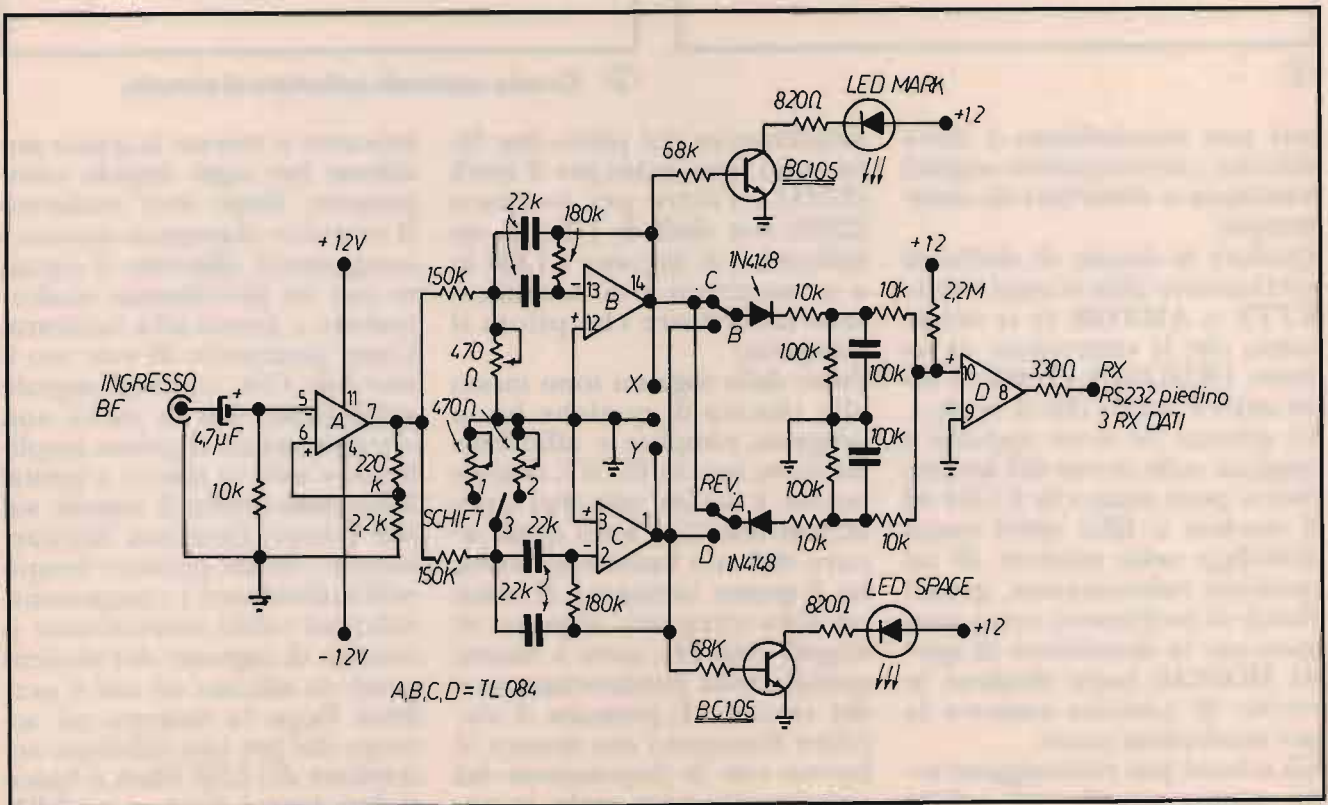 LED MARK
820Ω
+12
68k
BC105
22k
180k
+12V
150k
1N4148
10k
10k
+12
2,2M
C
B
13
12
-
+
B
14
470
Ω
X
100k
100k
INGRESSO
BF
4,7µF
5
6
-
+
A
11
7
4
220
k
2,2k
10k
+
-
10
9
D
8
330Ω
RX
RS232 piedino
3 RX DATI
470Ω
Y
1
2
SCHIFT
3
22k
+
-
3
2
C
1
REV.
A
D
1N4148
100k
100k
10k
10k
150k
22k
180k
-12V
A,B,C,D = TL 084
68K
820Ω
LED SPACE
+12
BC105